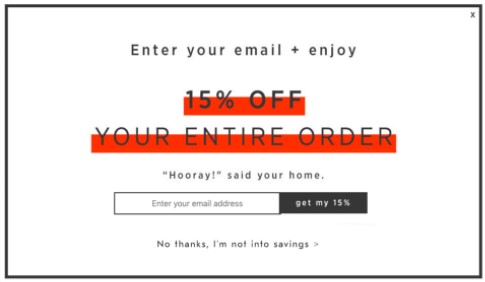 x
Enter your email + enjoy
15% OFF
YOUR ENTIRE ORDER
"Hooray!" said your home.
Enter your email address get my 15%
No thanks, I'm not into savings >